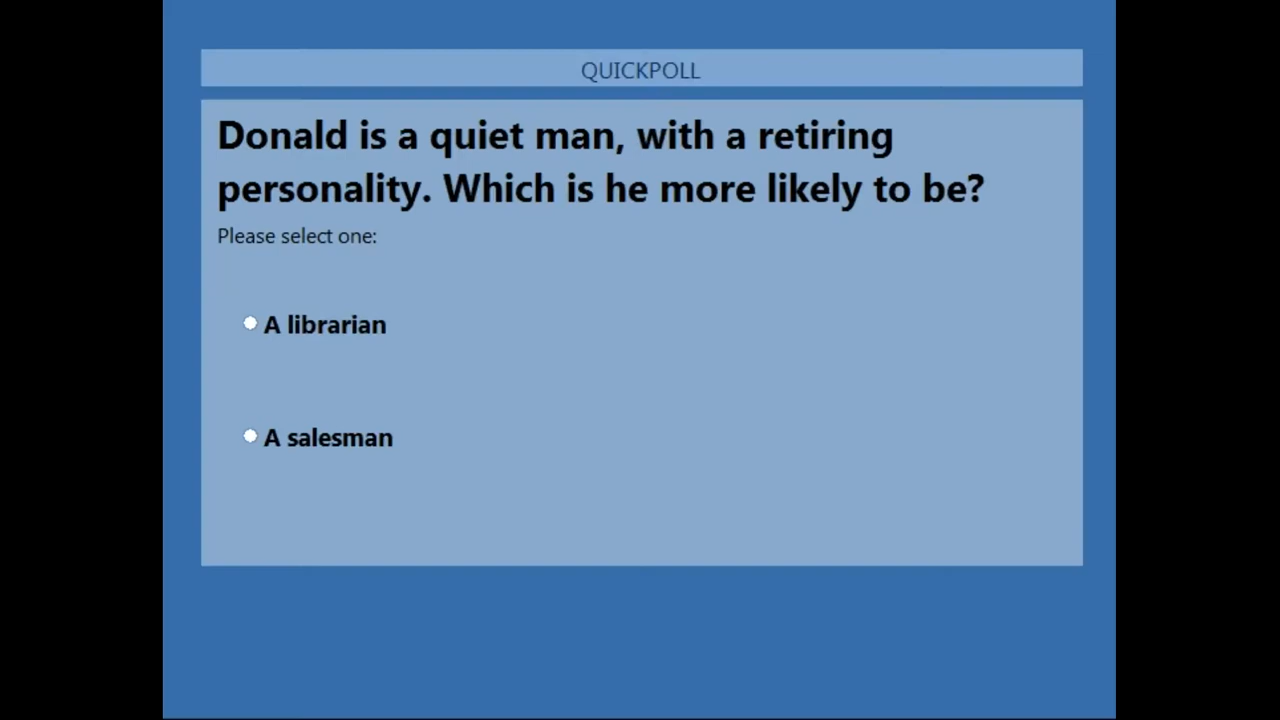 QUICKPOLL
Donald is a quiet man, with a retiring
personality. Which is he more likely to be?
Please select one:
A librarian
A salesman